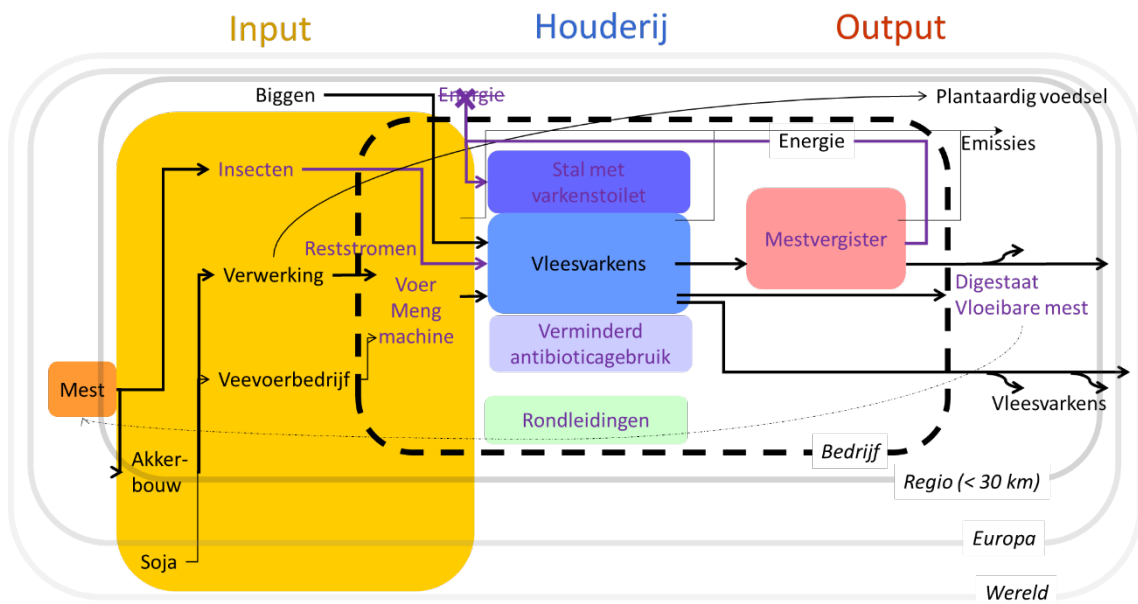 Input
Houderij
Output
Biggen
Energie
Plantaardig voedsel
Energie
Emissies
Insecten
Stal met
varkenstoilet
Reststromen
Mestvergister
Verwerking
Vleesvarkens
Voer
Meng
machine
Digestaat
Vloeibare mest
Verminderd
antibioticagebruik
Mest
Veevoerbedrijf
Vleesvarkens
Rondleidingen
Akker-
bouw
Bedrijf
Regio (< 30 km)
Europa
Soja
Wereld